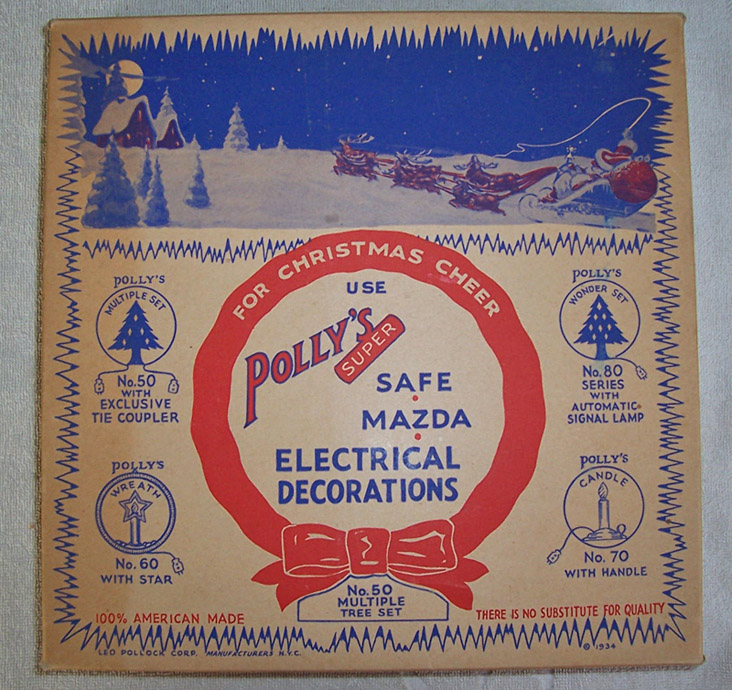 FOR CHRISTMAS CHEER
USE
POLLY'S
SUPER
SAFE
MAZDA
ELECTRICAL
DECORATIONS
POLLY'S
MULTIPLE SET
No.50
WITH
EXCLUSIVE
TIE COUPLER
POLLY'S
WONDER SET
No.80
SERIES
WITH
AUTOMATIC
SIGNAL LAMP
POLLY'S
WREATH
No.60
WITH STAR
POLLY'S
CANDLE
No.70
WITH HANDLE
No.50
MULTIPLE
TREE SET
100% AMERICAN MADE
THERE IS NO SUBSTITUTE FOR QUALITY
LEO POLLOCK CORP. MANUFACTURERS N.Y.C.
© 1934